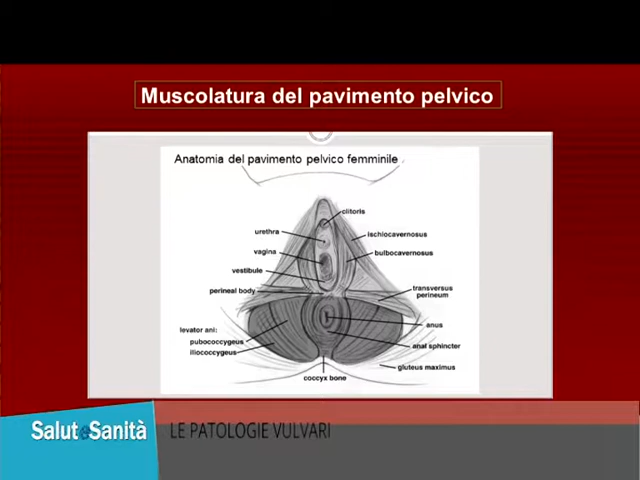 Muscolatura del pavimento pelvico
Anatomia del pavimento pelvico femminile
clitoris
urethra
ischiocavernosus
vagina
bulbocavernosus
vestibule
perineal body
transversus
perineum
levator ani:
anus
pubococcygeus
anal sphincter
iliococcygeus
gluteus maximus
coccyx bone
Salute Sanità
LE PATOLOGIE VULVARI